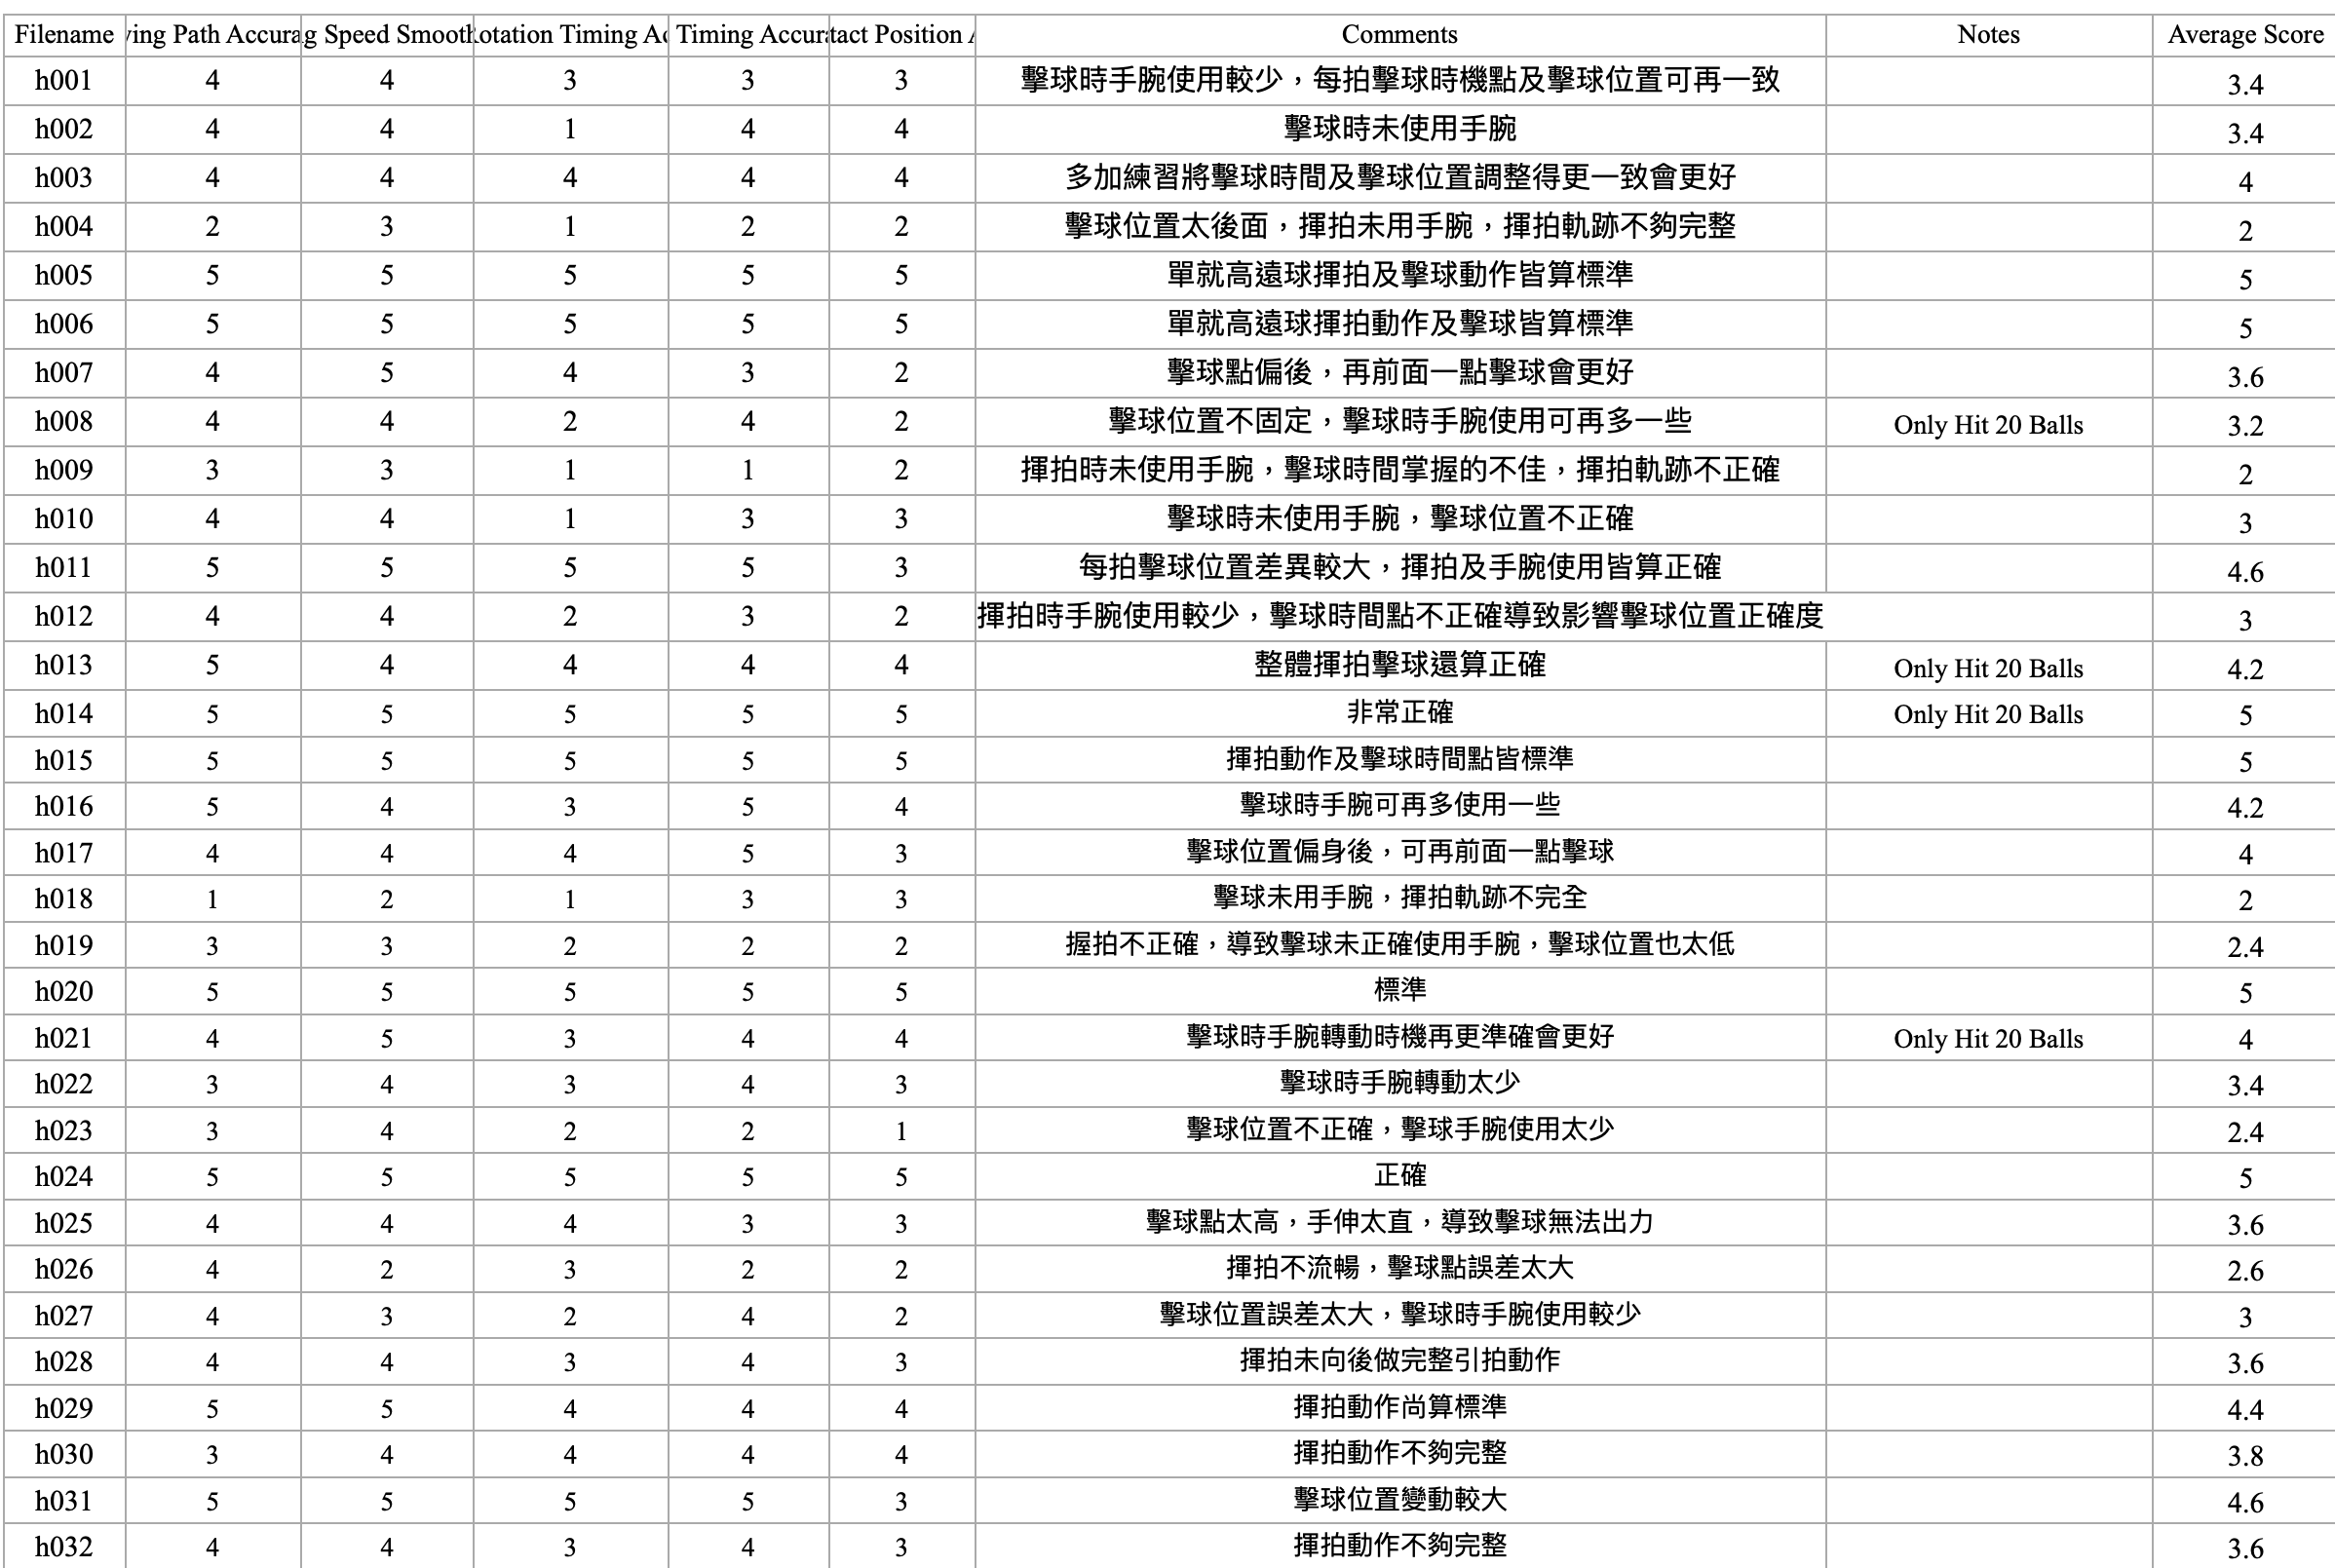 Filename ving Path Accura g Speed Smooth otation Timing Ac Timing Accura tact Position A Comments Notes Average Score
h001 4 4 3 3 3 擊球時手腕使用較少，每拍擊球時機點及擊球位置可再一致 3.4
h002 4 4 1 4 4 擊球時未使用手腕 3.4
h003 4 4 4 4 4 多加練習將擊球時間及擊球位置調整得更一致會更好 4
h004 2 3 1 2 2 擊球位置太後面，揮拍未用手腕，揮拍軌跡不夠完整 2
h005 5 5 5 5 5 單就高遠球揮拍及擊球動作皆算標準 5
h006 5 5 5 5 5 單就高遠球揮拍動作及擊球皆算標準 5
h007 4 5 4 3 2 擊球點偏後，再前面一點擊球會更好 3.6
h008 4 4 2 4 2 擊球位置不固定，擊球時手腕使用可再多一些 Only Hit 20 Balls 3.2
h009 3 3 1 1 2 揮拍時未使用手腕，擊球時間掌握的不佳，揮拍軌跡不正確 2
h010 4 4 1 3 3 擊球時未使用手腕，擊球位置不正確 3
h011 5 5 5 5 3 每拍擊球位置差異較大，揮拍及手腕使用皆算正確 4.6
h012 4 4 2 3 2 揮拍時手腕使用較少，擊球時間點不正確導致影響擊球位置正確度 3
h013 5 4 4 4 4 整體揮拍擊球還算正確 Only Hit 20 Balls 4.2
h014 5 5 5 5 5 非常正確 Only Hit 20 Balls 5
h015 5 5 5 5 5 揮拍動作及擊球時間點皆標準 5
h016 5 4 3 5 4 擊球時手腕可再多使用一些 4.2
h017 4 4 4 5 3 擊球位置偏身後，可再前面一點擊球 4
h018 1 2 1 3 3 擊球未用手腕，揮拍軌跡不完全 2
h019 3 3 2 2 2 握拍不正確，導致擊球未正確使用手腕，擊球位置也太低 2.4
h020 5 5 5 5 5 標準 5
h021 4 5 3 4 4 擊球時手腕轉動時機再更準確會更好 Only Hit 20 Balls 4
h022 3 4 3 4 3 擊球時手腕轉動太少 3.4
h023 3 4 2 2 1 擊球位置不正確，擊球手腕使用太少 2.4
h024 5 5 5 5 5 正確 5
h025 4 4 4 3 3 擊球點太高，手伸太直，導致擊球無法出力 3.6
h026 4 2 3 2 2 揮拍不流暢，擊球點誤差太大 2.6
h027 4 3 2 4 2 擊球位置誤差太大，擊球時手腕使用較少 3
h028 4 4 3 4 3 揮拍未向後做完整引拍動作 3.6
h029 5 5 4 4 4 揮拍動作尚算標準 4.4
h030 3 4 4 4 4 揮拍動作不夠完整 3.8
h031 5 5 5 5 3 擊球位置變動較大 4.6
h032 4 4 3 4 3 揮拍動作不夠完整 3.6